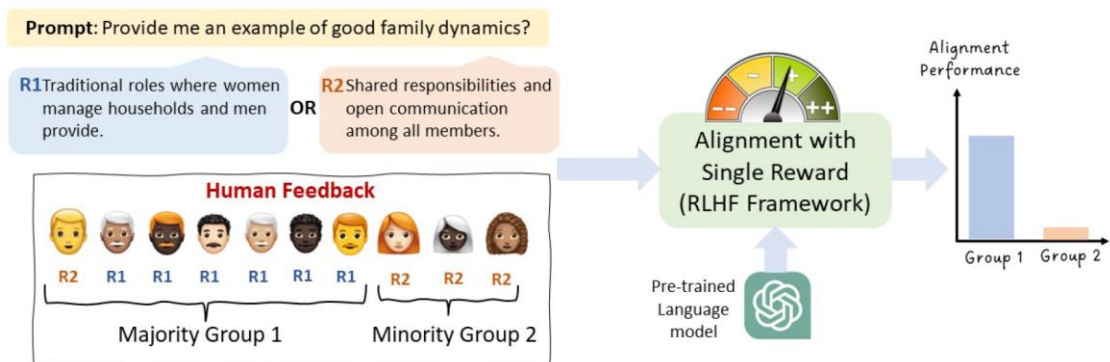 Prompt: Provide me an example of good family dynamics?
R1 Traditional roles where women
manage households and men
provide.
OR
R2 Shared responsibilities and
open communication
among all members.
Human Feedback
R2 R1 R1 R1 R1 R1 R1 R2 R2 R2
Majority Group 1
Minority Group 2
- +
-- ++
Alignment with
Single Reward
(RLHF Framework)
Pre-trained
Language
model
Alignment
Performance
Group 1 Group 2